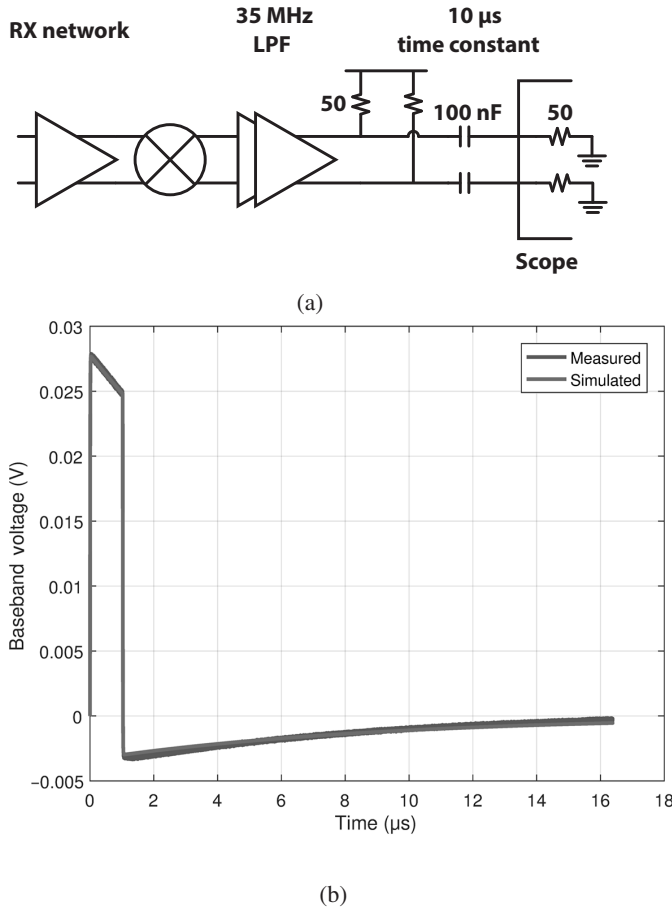 RX network
35 MHz
LPF
10 µs
time constant
50
100 nF
50
Scope
(a)
0.03
0.025
0.02
0.015
0.01
0.005
0
−0.005
Baseband voltage (V)
Measured
Simulated
0 2 4 6 8 10 12 14 16 18
Time (µs)
(b)